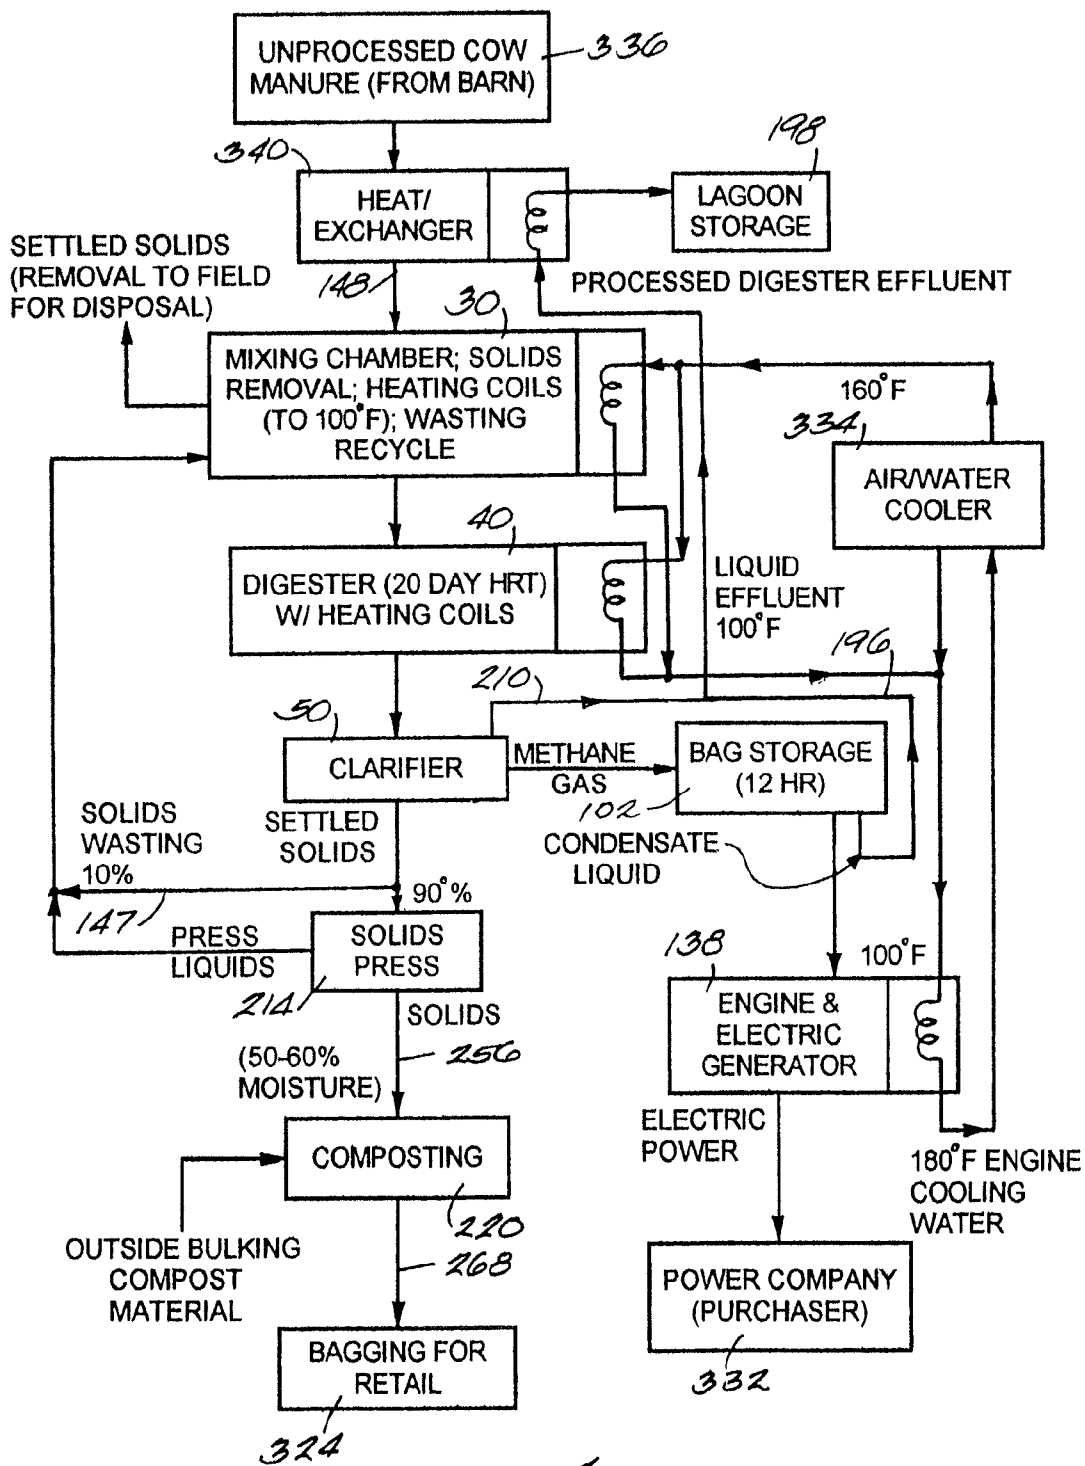 UNPROCESSED COW
MANURE (FROM BARN)
336
340
HEAT/
EXCHANGER
198
LAGOON
STORAGE
148
SETTLED SOLIDS
(REMOVAL TO FIELD
FOR DISPOSAL)
PROCESSED DIGESTER EFFLUENT
30
MIXING CHAMBER; SOLIDS
REMOVAL; HEATING COILS
(TO 100°F); WASTING
RECYCLE
160°F
334
AIR/WATER
COOLER
40
DIGESTER (20 DAY HRT)
W/ HEATING COILS
LIQUID
EFFLUENT
100°F
196
210
50
CLARIFIER
METHANE
GAS
BAG STORAGE
(12 HR)
102
CONDENSATE
LIQUID
SETTLED
SOLIDS
SOLIDS
WASTING
10%
147
90°%
PRESS
LIQUIDS
SOLIDS
PRESS
214
SOLIDS
(50-60%
MOISTURE)
256
138
100°F
ENGINE &
ELECTRIC
GENERATOR
ELECTRIC
POWER
180°F ENGINE
COOLING
WATER
COMPOSTING
220
OUTSIDE BULKING
COMPOST
MATERIAL
268
POWER COMPANY
(PURCHASER)
332
BAGGING FOR
RETAIL
324